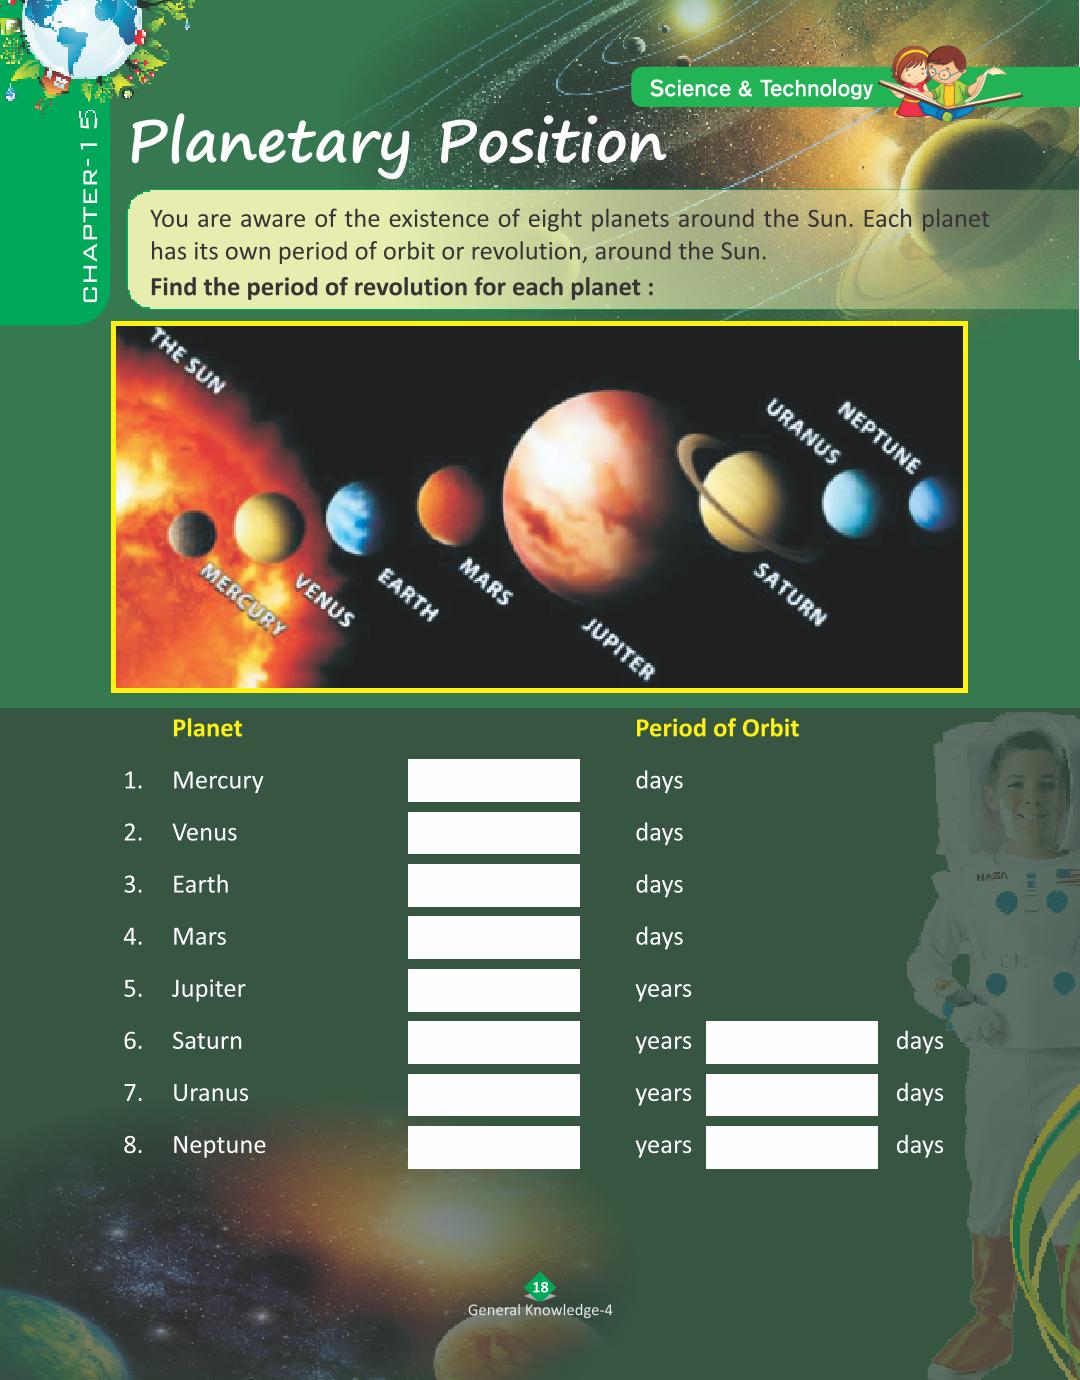 Science & Technology
CHAPTER-15
Planetary Position
You are aware of the existence of eight planets around the Sun. Each planet
has its own period of orbit or revolution, around the Sun.
Find the period of revolution for each planet :
THE SUN
MERCURY
VENUS
EARTH
MARS
JUPITER
SATURN
URANUS
NEPTUNE
Planet Period of Orbit
1. Mercury days
2. Venus days
3. Earth days
4. Mars days
5. Jupiter years
6. Saturn years days
7. Uranus years days
8. Neptune years days
NASA
18
General Knowledge-4